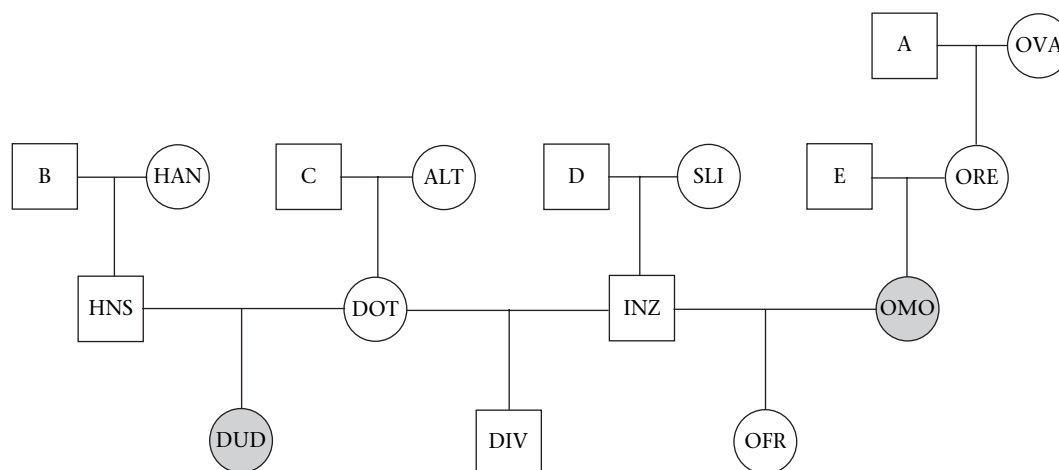 A OVA
B HAN C ALT D SLI E ORE
HNS DOT INZ OMO
DUD DIV OFR